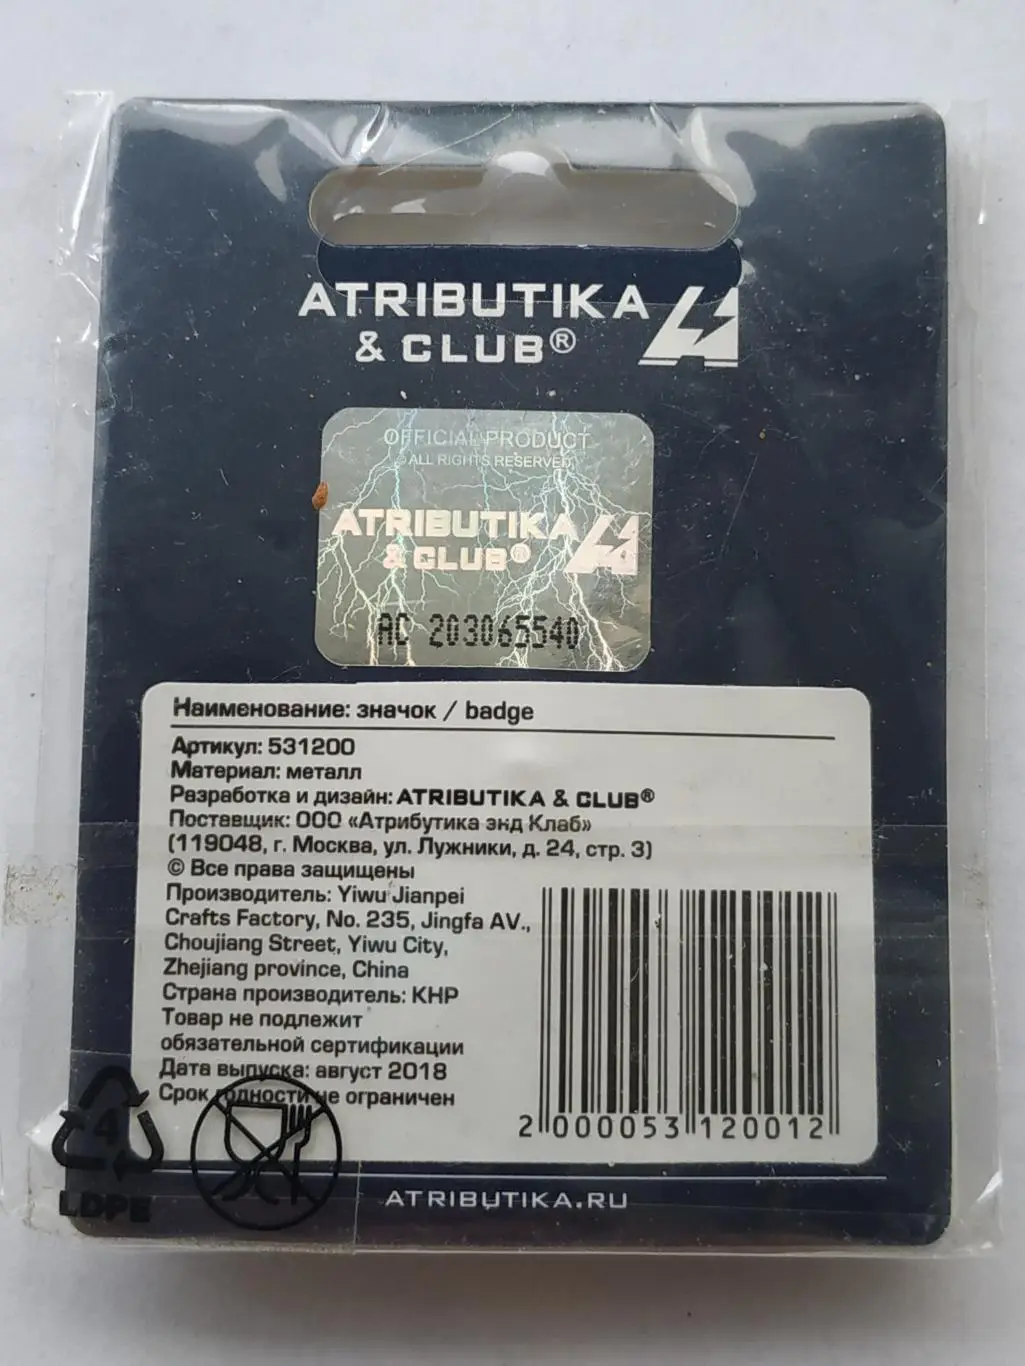 ATRIBUTIKA
& CLUB®
OFFICIAL PRODUCT
© ALL RIGHTS RESERVED
ATRIBUTIKA
& CLUB®
AC 203065540
Наименование: значок / badge
Артикул: 531200
Материал: металл
Разработка и дизайн: ATRIBUTIKA & CLUB®
Поставщик: ООО «Атрибутика энд Клаб»
(119048, г. Москва, ул. Лужники, д. 24, стр. 3)
© Все права защищены
Производитель: Yiwu Jianpei
Crafts Factory, No. 235, Jingfa AV.,
Choujiang Street, Yiwu City,
Zhejiang province, China
Страна производитель: КНР
Товар не подлежит
обязательной сертификации
Дата выпуска: август 2018
Срок годности не ограничен
2 000053 120012
4
LDPE
ATRIBUTIKA.RU